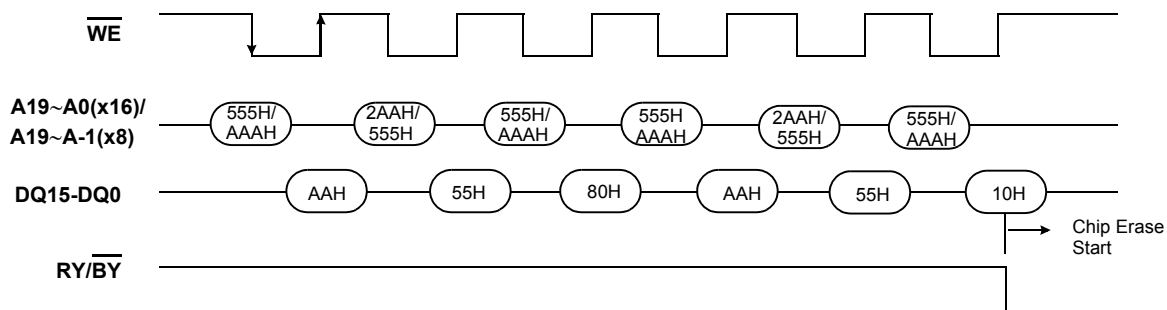 WE
A19~A0(x16)/
A19~A-1(x8)
555H/
AAAH
2AAH/
555H
555H/
AAAH
555H
AAAH
2AAH/
555H
555H/
AAAH
DQ15-DQ0
AAH
55H
80H
AAH
55H
10H
Chip Erase
Start
RY/BY